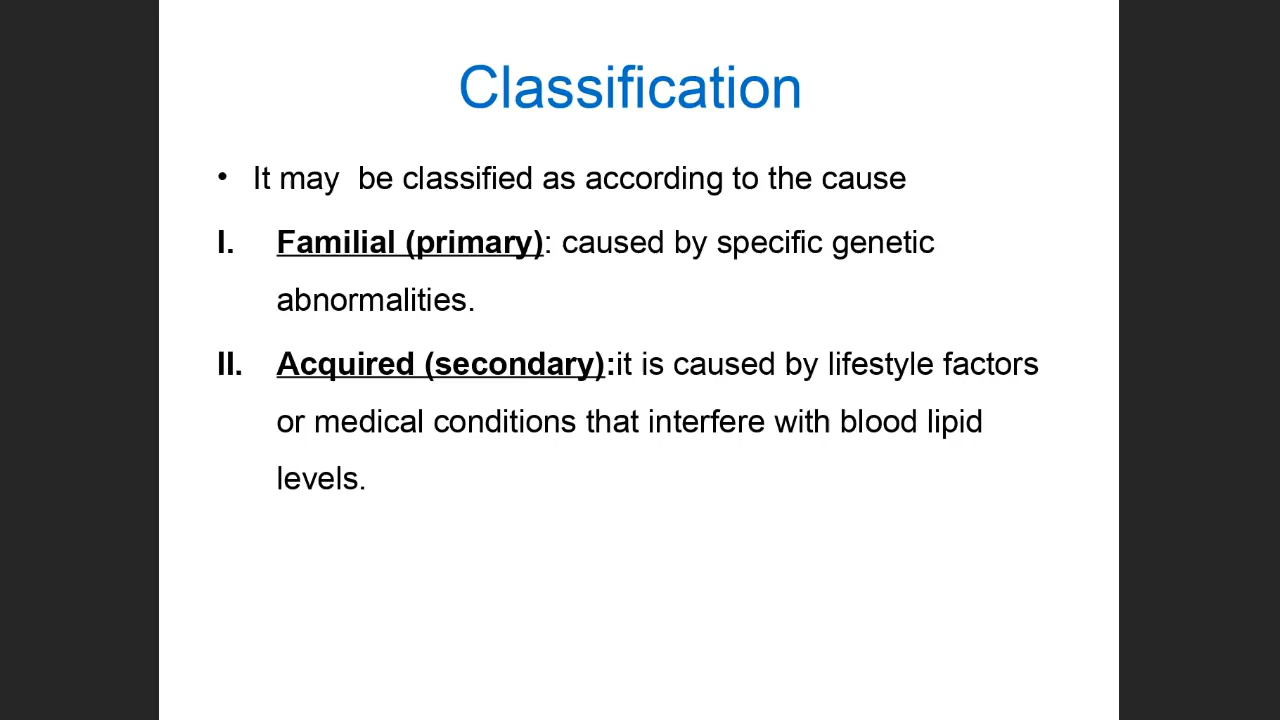 Classification
• It may  be classified as according to the cause
I. Familial (primary): caused by specific genetic
abnormalities.
II. Acquired (secondary):it is caused by lifestyle factors
or medical conditions that interfere with blood lipid
levels.